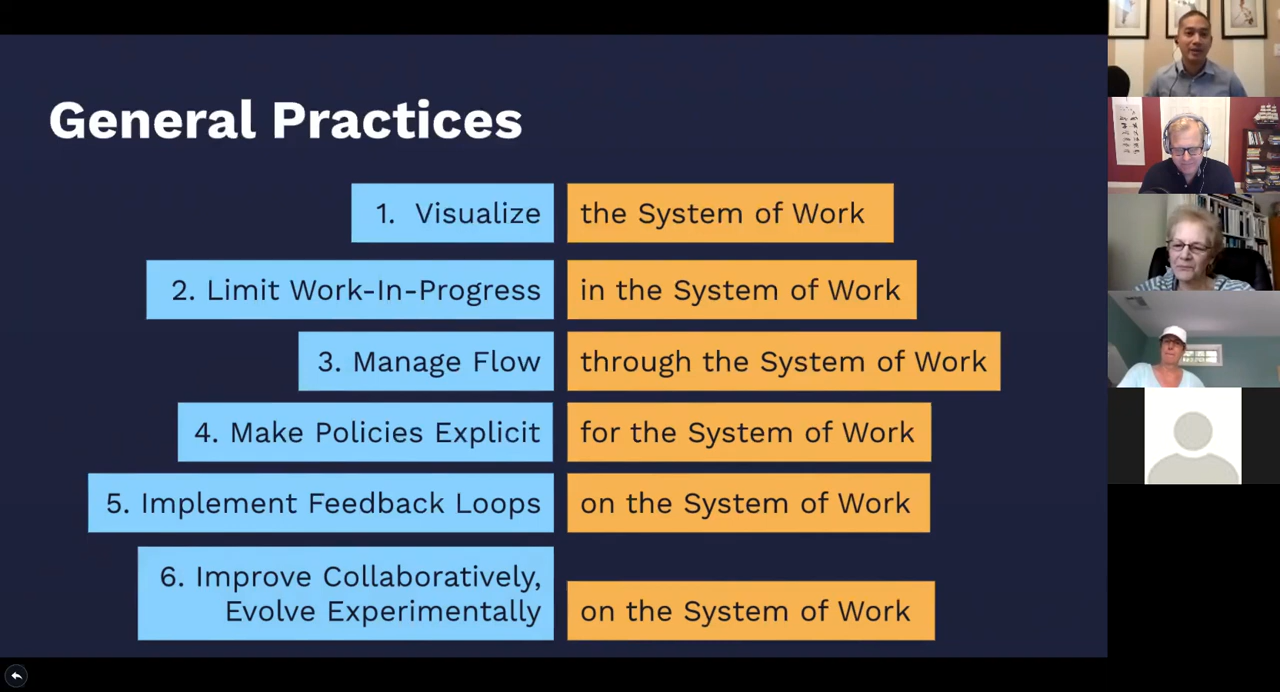 General Practices
1. Visualize the System of Work
2. Limit Work-In-Progress in the System of Work
3. Manage Flow through the System of Work
4. Make Policies Explicit for the System of Work
5. Implement Feedback Loops on the System of Work
6. Improve Collaboratively,
Evolve Experimentally on the System of Work